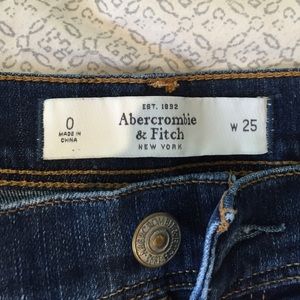 EST. 1892
0
Abercrombie
MADE IN
CHINA
& Fitch
W 25
NEW YORK